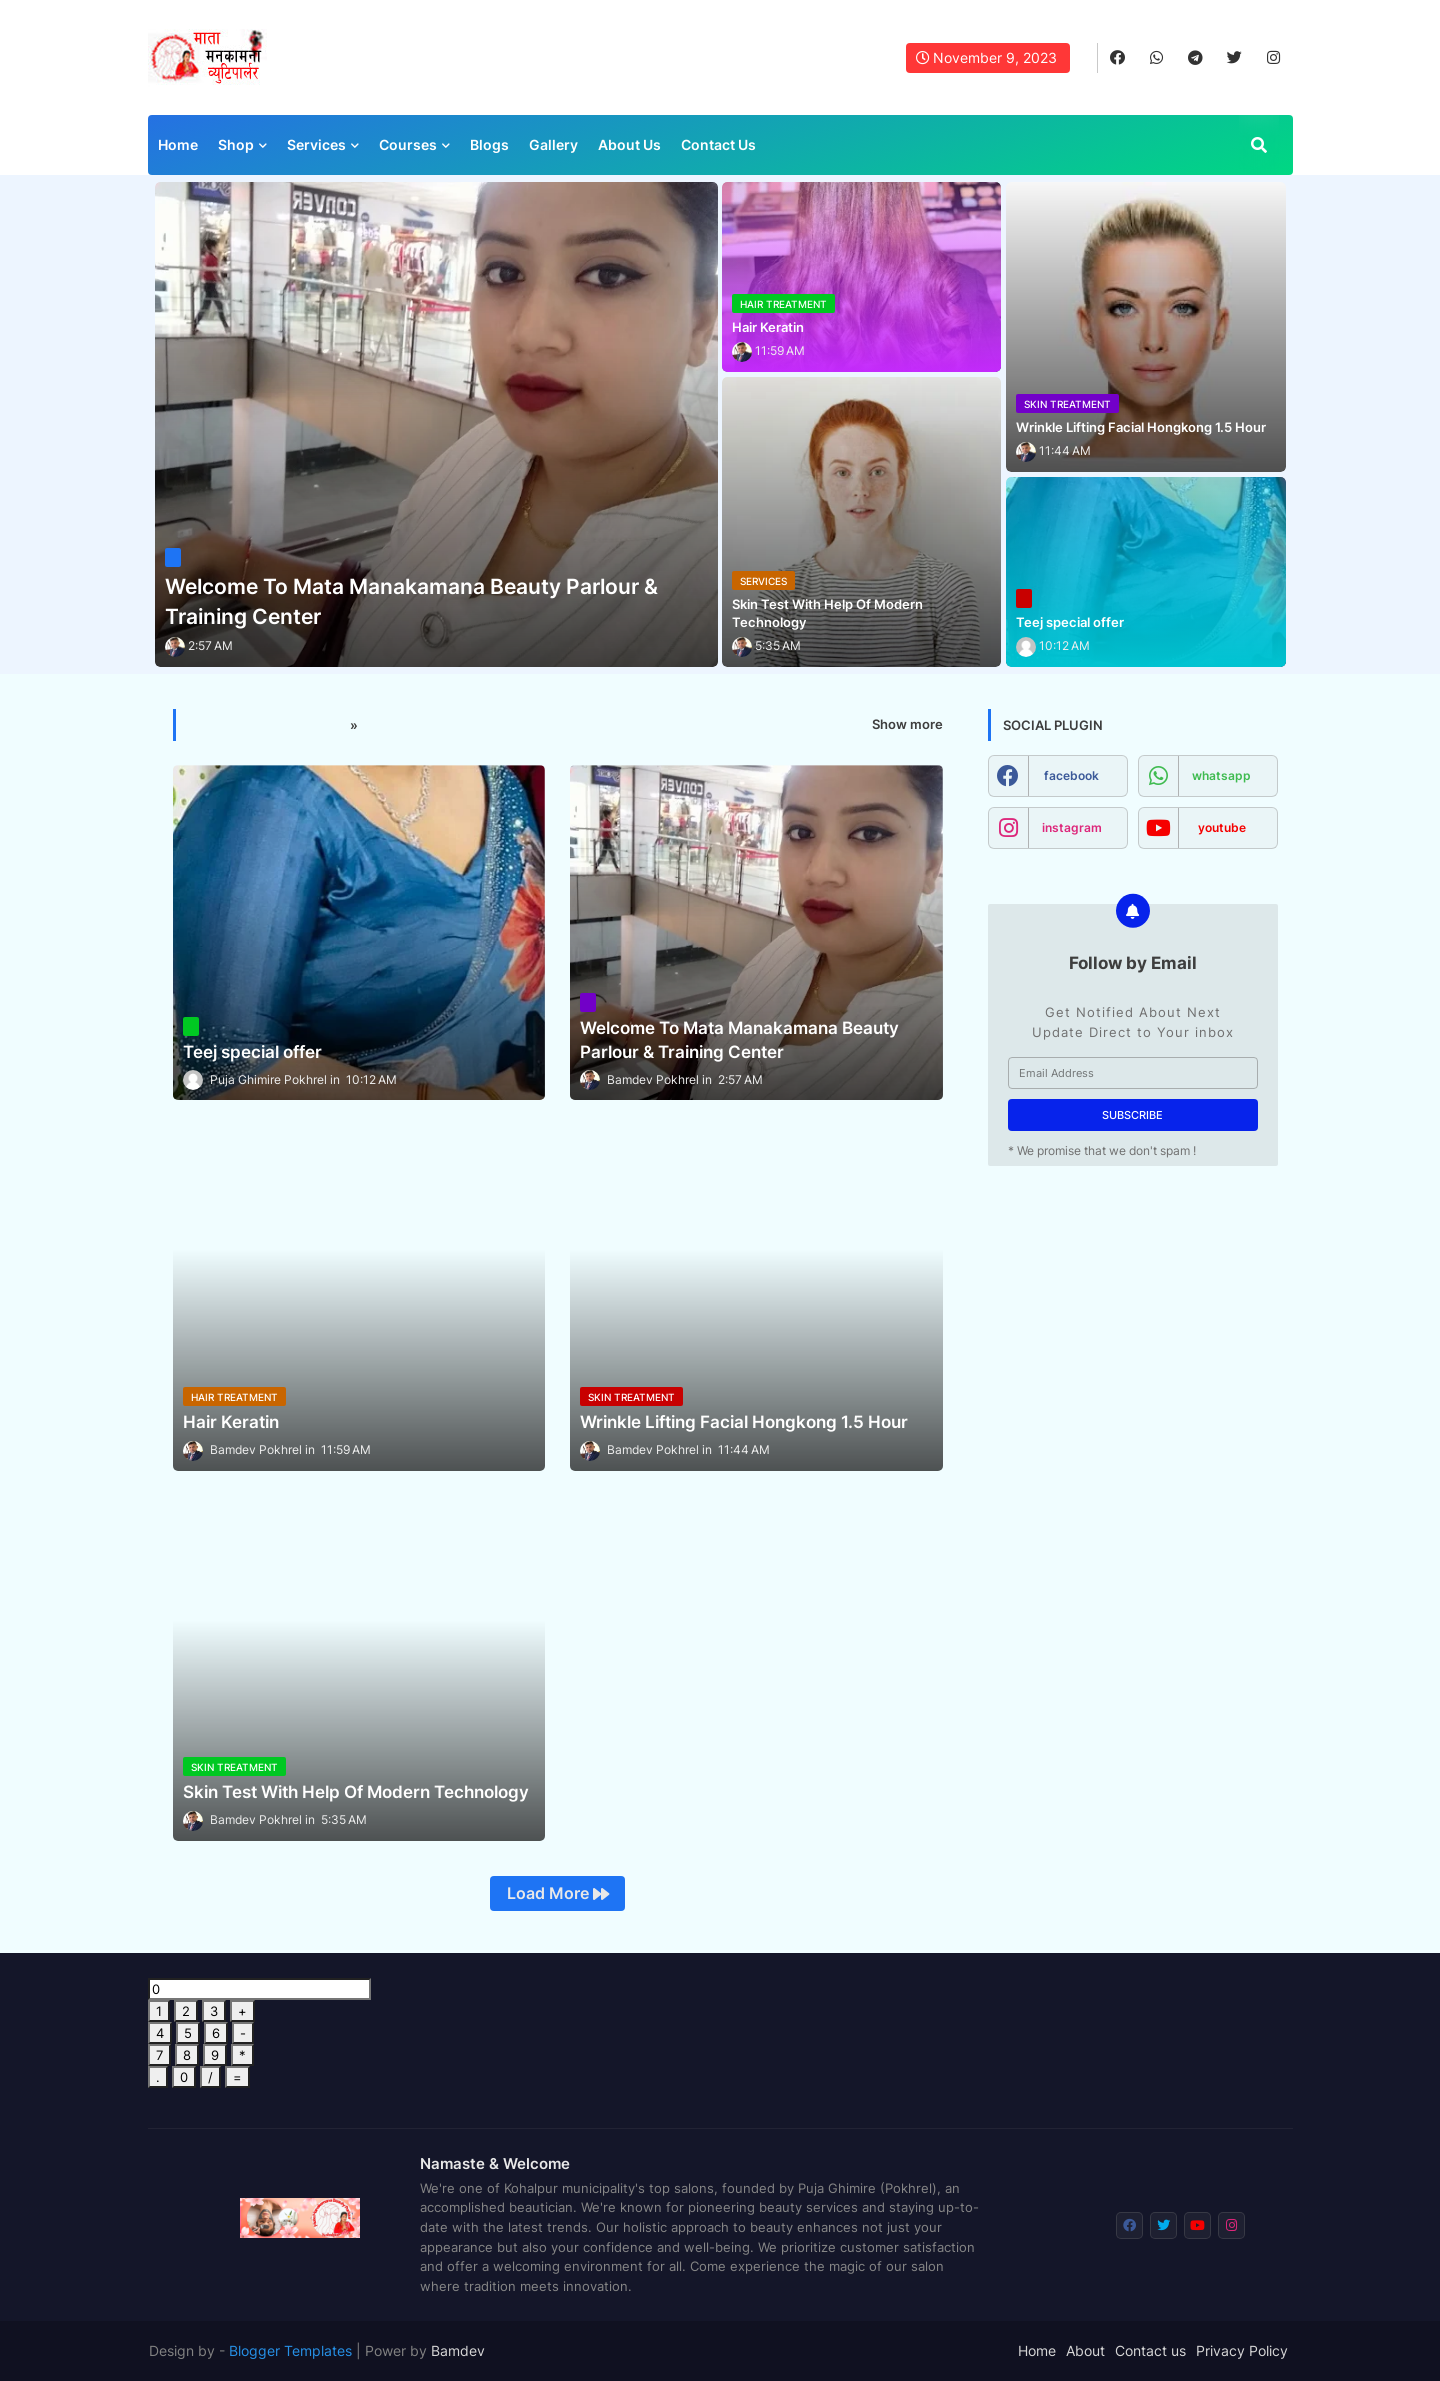 माता
मनकामना
ब्युटिपार्लर
November 9, 2023
Home Shop Services Courses Blogs Gallery About Us Contact Us
Welcome To Mata Manakamana Beauty Parlour &
Training Center
2:57 AM
HAIR TREATMENT
Hair Keratin
11:59 AM
SERVICES
Skin Test With Help Of Modern
Technology
5:35 AM
SKIN TREATMENT
Wrinkle Lifting Facial Hongkong 1.5 Hour
11:44 AM
Teej special offer
10:12 AM
» Show more
Teej special offer
Puja Ghimire Pokhrel in 10:12 AM
Welcome To Mata Manakamana Beauty
Parlour & Training Center
Bamdev Pokhrel in 2:57 AM
HAIR TREATMENT
Hair Keratin
Bamdev Pokhrel in 11:59 AM
SKIN TREATMENT
Wrinkle Lifting Facial Hongkong 1.5 Hour
Bamdev Pokhrel in 11:44 AM
SKIN TREATMENT
Skin Test With Help Of Modern Technology
Bamdev Pokhrel in 5:35 AM
Load More
SOCIAL PLUGIN
facebook whatsapp
instagram youtube
Follow by Email
Get Notified About Next
Update Direct to Your inbox
Email Address
SUBSCRIBE
* We promise that we don't spam !
0
1 2 3 +
4 5 6 -
7 8 9 *
. 0 / =
Namaste & Welcome
We're one of Kohalpur municipality's top salons, founded by Puja Ghimire (Pokhrel), an
accomplished beautician. We're known for pioneering beauty services and staying up-to-
date with the latest trends. Our holistic approach to beauty enhances not just your
appearance but also your confidence and well-being. We prioritize customer satisfaction
and offer a welcoming environment for all. Come experience the magic of our salon
where tradition meets innovation.
Design by - Blogger Templates | Power by Bamdev
Home About Contact us Privacy Policy